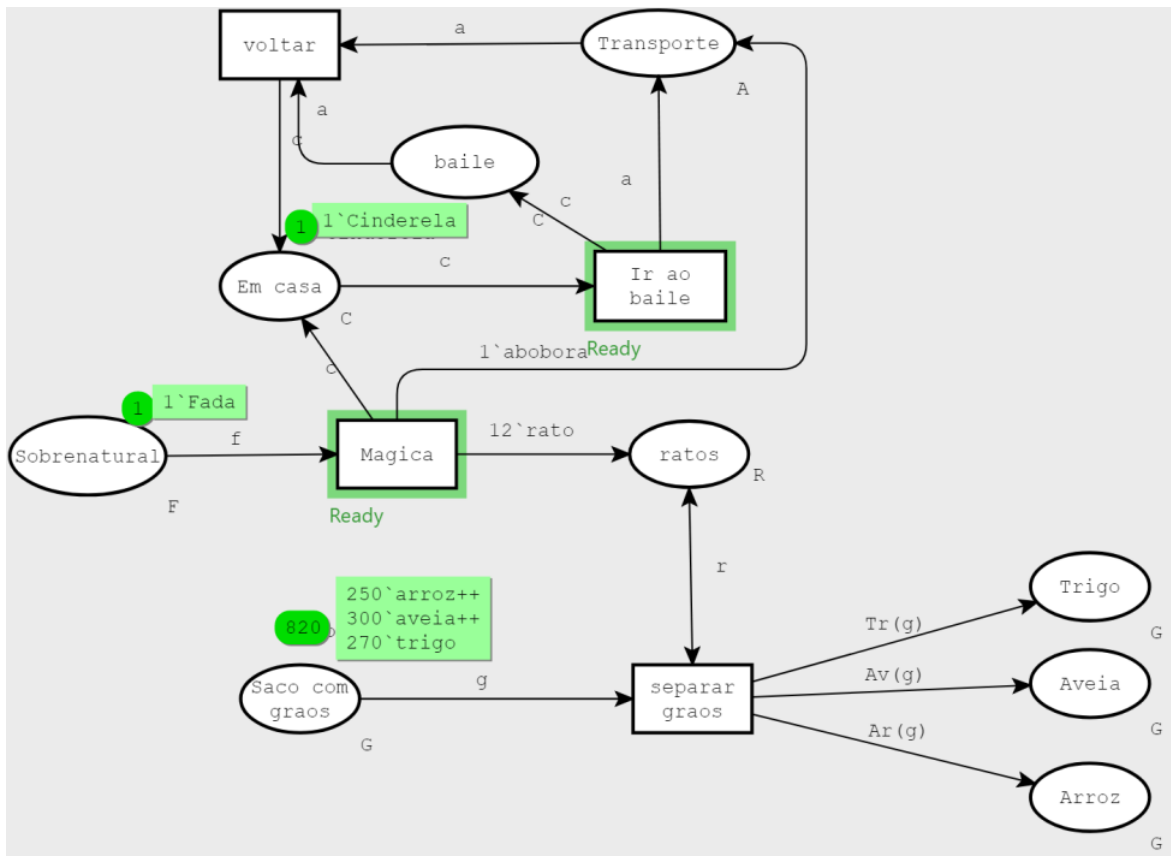 voltar
a
Transporte
A
a
c
baile
a
c
C
1
1`Cinderela
Em casa
c
C
Ir ao
baile
Ready
1`abobora
c
1
1`Fada
Sobrenatural
f
F
Magica
Ready
12`rato
ratos
R
r
250`arroz++
300`aveia++
270`trigo
820
Saco com
graos
g
G
separar
graos
Tr(g)
Av(g)
Ar(g)
Trigo
G
Aveia
G
Arroz
G